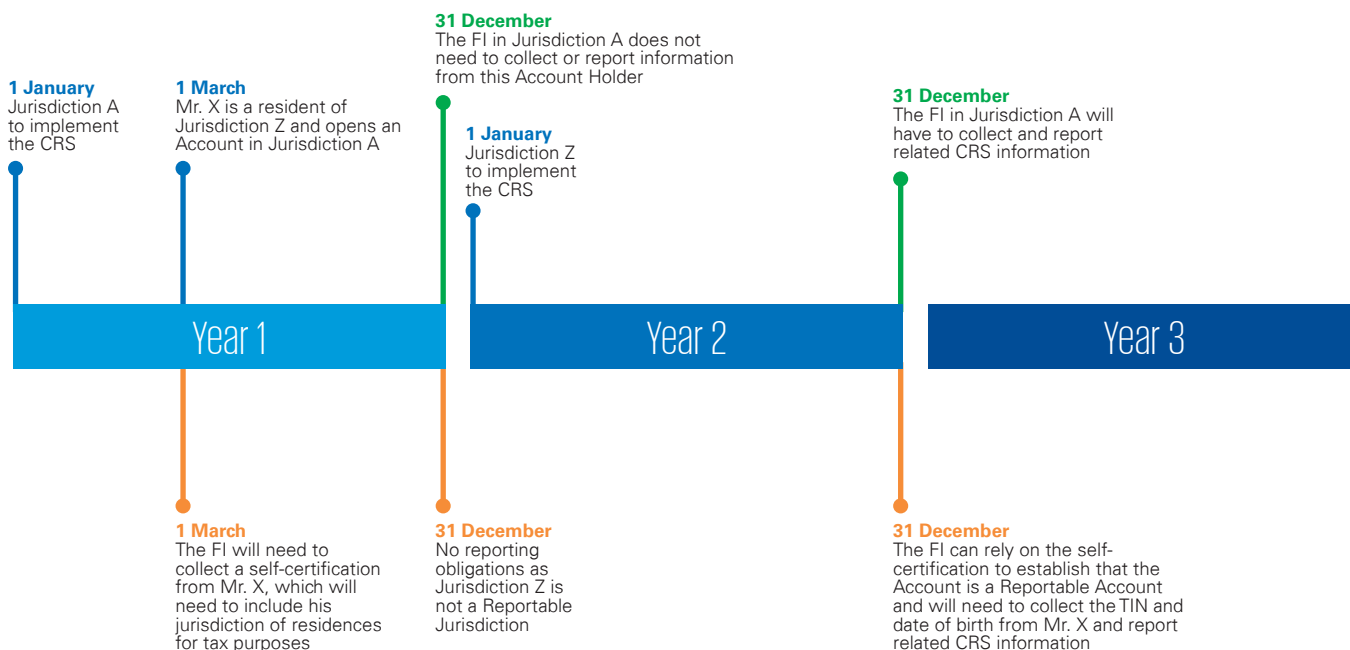 1 January
Jurisdiction A
to implement
the CRS
1 March
Mr. X is a resident of
Jurisdiction Z and opens an
Account in Jurisdiction A
31 December
The FI in Jurisdiction A does not
need to collect or report information
from this Account Holder
1 January
Jurisdiction Z
to implement
the CRS
31 December
The FI in Jurisdiction A will
have to collect and report
related CRS information
Year 1
Year 2
Year 3
1 March
The FI will need to
collect a self-certification
from Mr. X, which will
need to include his
jurisdiction of residences
for tax purposes
31 December
No reporting
obligations as
Jurisdiction Z is
not a Reportable
Jurisdiction
31 December
The FI can rely on the self-
certification to establish that the
Account is a Reportable Account
and will need to collect the TIN and
date of birth from Mr. X and report
related CRS information